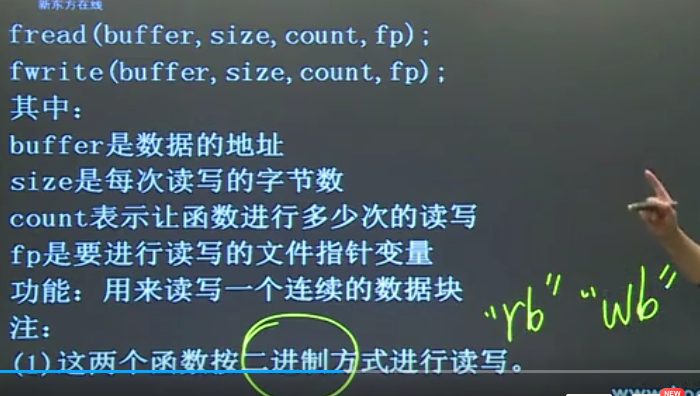 新东方在线
fread(buffer,size,count,fp);
fwrite(buffer,size,count,fp);
其中:
buffer是数据的地址
size是每次读写的字节数
count表示让函数进行多少次的读写
fp是要进行读写的文件指针变量
功能: 用来读写一个连续的数据块
"rb" "wb"
注:
(1)这两个函数按二进制方式进行读写。
NEW